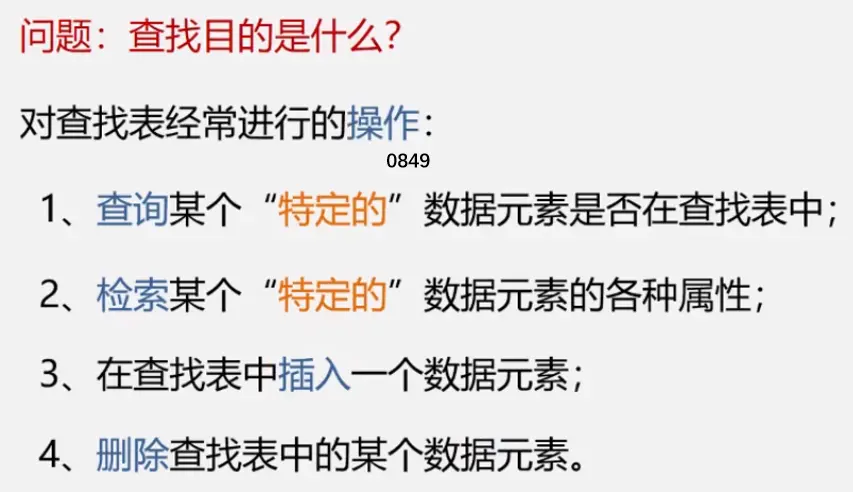 问题：查找目的是什么？
对查找表经常进行的操作：
0849
1、查询某个“特定的”数据元素是否在查找表中；
2、检索某个“特定的”数据元素的各种属性；
3、在查找表中插入一个数据元素；
4、删除查找表中的某个数据元素。